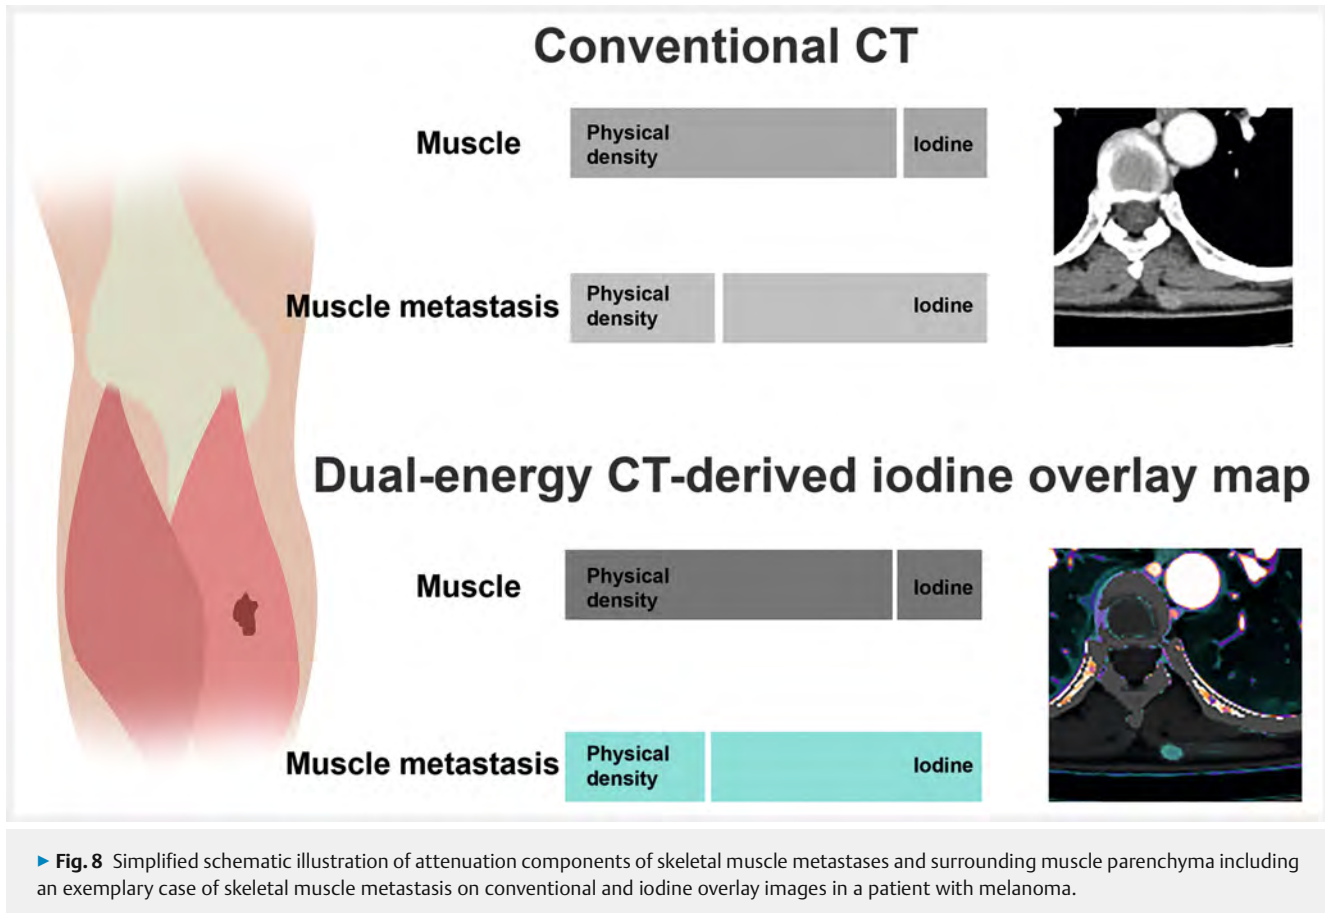 Conventional CT
Muscle
Physical
density
Iodine
Muscle metastasis
Physical
density
Iodine
Dual-energy CT-derived iodine overlay map
Muscle
Physical
density
Iodine
Muscle metastasis
Physical
density
Iodine
► Fig. 8 Simplified schematic illustration of attenuation components of skeletal muscle metastases and surrounding muscle parenchyma including
an exemplary case of skeletal muscle metastasis on conventional and iodine overlay images in a patient with melanoma.